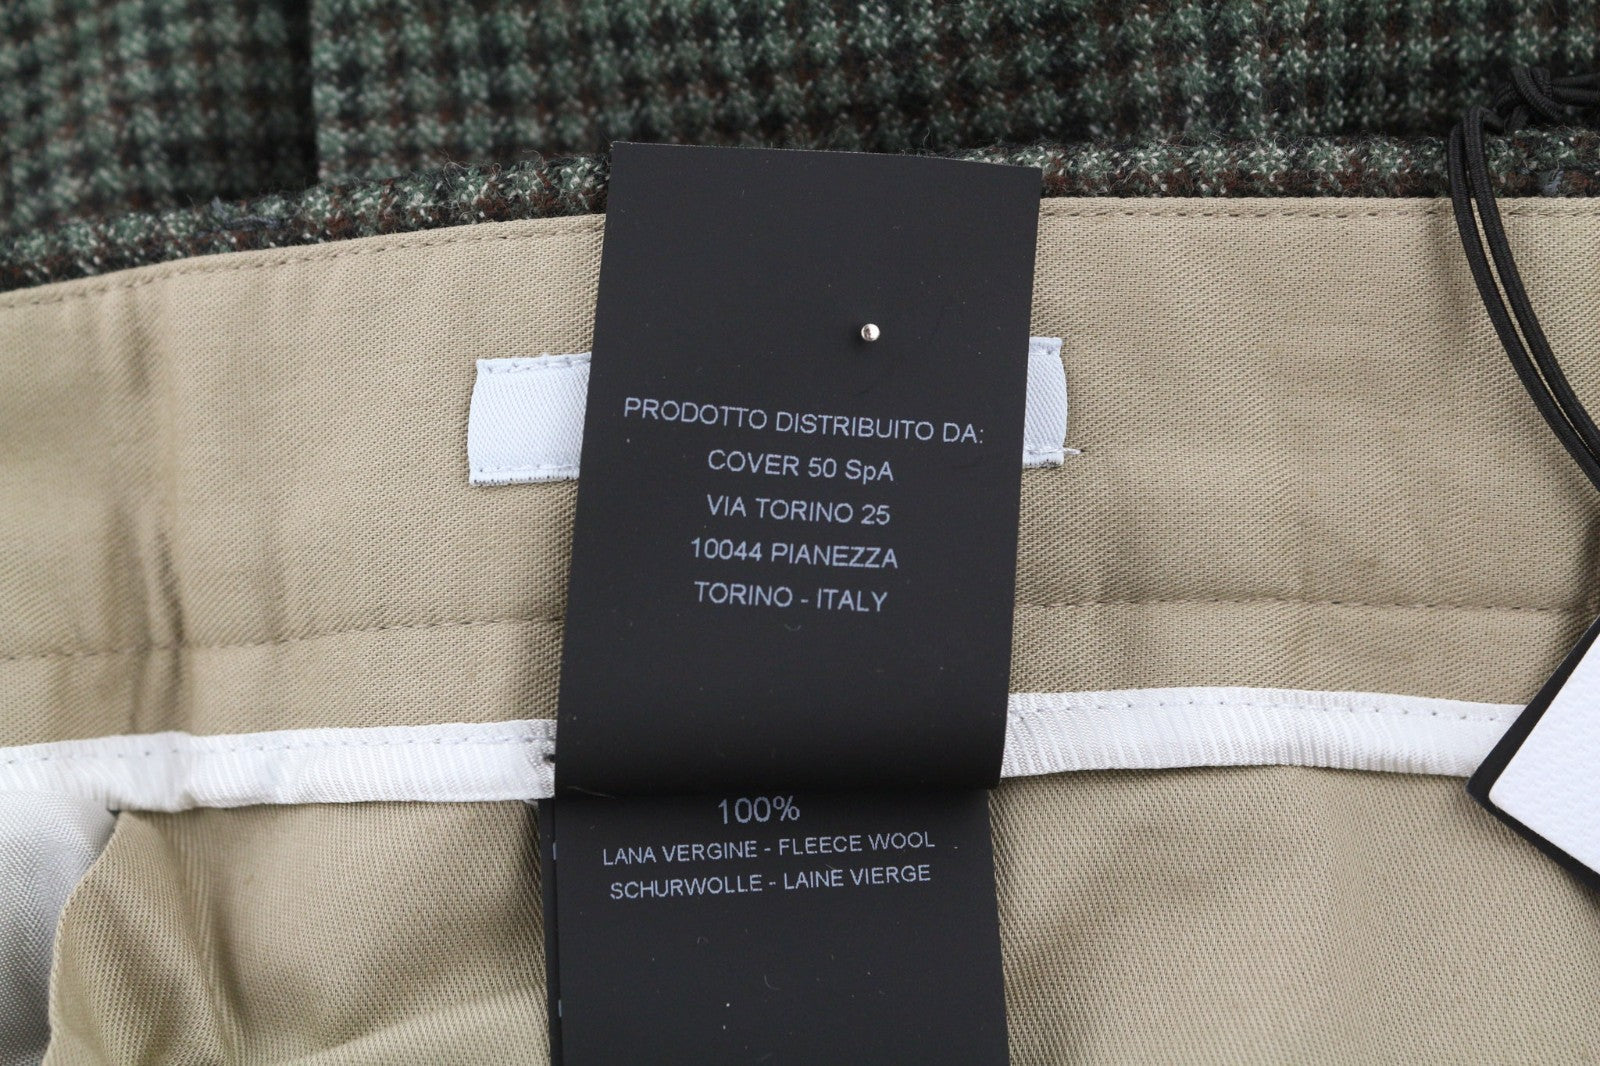 PRODOTTO DISTRIBUITO DA:
COVER 50 SpA
VIA TORINO 25
10044 PIANEZZA
TORINO - ITALY
100%
LANA VERGINE - FLEECE WOOL
SCHURWOLLE - LAINE VIERGE